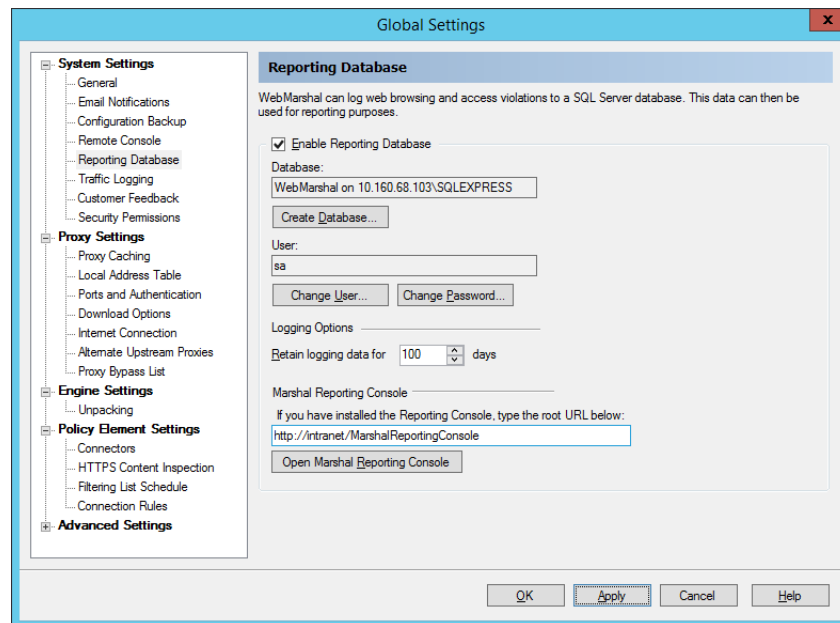 Global Settings
x
System Settings
General
Email Notifications
Configuration Backup
Remote Console
Reporting Database
Traffic Logging
Customer Feedback
Security Permissions
Proxy Settings
Proxy Caching
Local Address Table
Ports and Authentication
Download Options
Internet Connection
Alternate Upstream Proxies
Proxy Bypass List
Engine Settings
Unpacking
Policy Element Settings
Connectors
HTTPS Content Inspection
Filtering List Schedule
Connection Rules
Advanced Settings
Reporting Database
WebMarshal can log web browsing and access violations to a SQL Server database. This data can then be
used for reporting purposes.
Enable Reporting Database
Database:
WebMarshal on 10.160.68.103\SQLEXPRESS
Create Database...
User:
sa
Change User... Change Password...
Logging Options
Retain logging data for 100 days
Marshal Reporting Console
If you have installed the Reporting Console, type the root URL below:
http://intranet/MarshalReportingConsole
Open Marshal Reporting Console
OK Apply Cancel Help